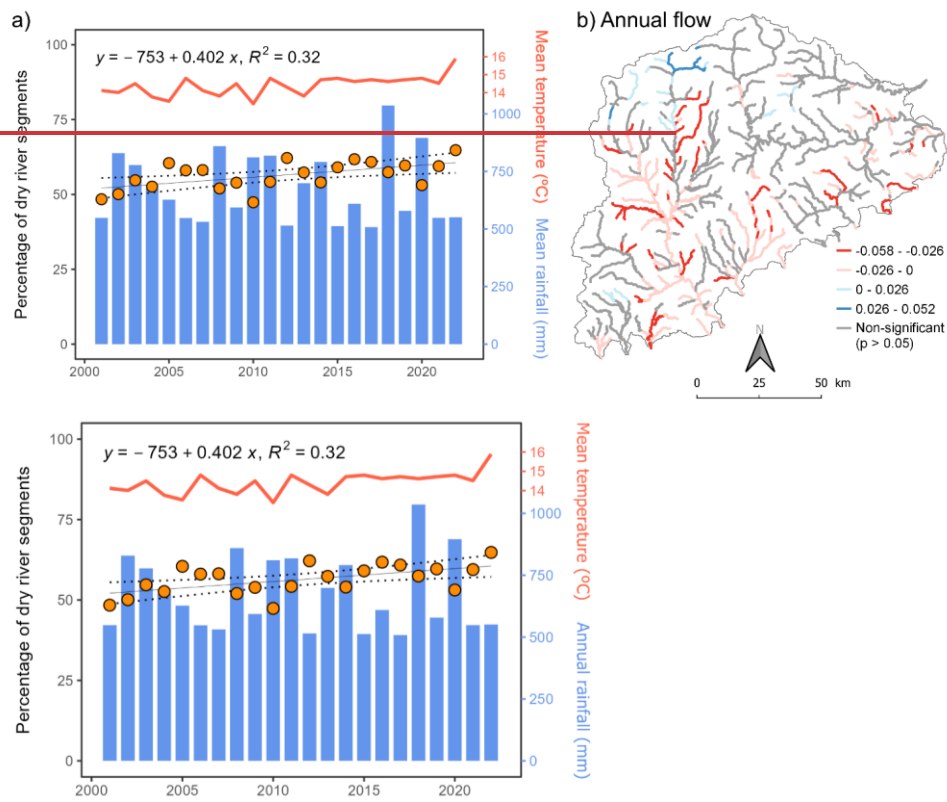 a)
b) Annual flow
y = − 753 + 0.402 x, R² = 0.32
Percentage of dry river segments
100
75
50
25
0
2000
2005
2010
2015
2020
16
15
14
Mean temperature (ºC)
1000
750
500
250
0
Mean rainfall (mm)
-0.058 - -0.026
-0.026 - 0
0 - 0.026
0.026 - 0.052
Non-significant
(p > 0.05)
N
0 25 50 km
y = − 753 + 0.402 x, R² = 0.32
Percentage of dry river segments
100
75
50
25
0
2000
2005
2010
2015
2020
16
15
14
Mean temperature (ºC)
1000
750
500
250
0
Annual rainfall (mm)